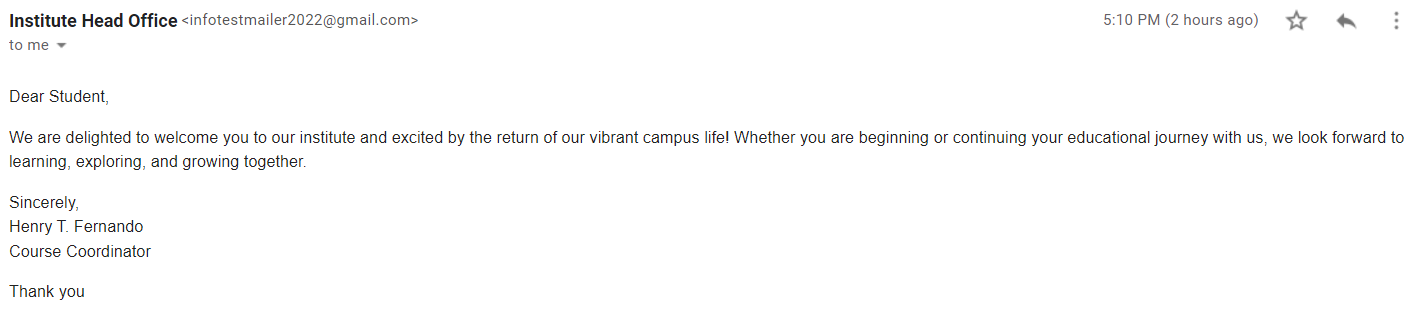 Institute Head Office <infotestmailer2022@gmail.com> 5:10 PM (2 hours ago)
to me
Dear Student,
We are delighted to welcome you to our institute and excited by the return of our vibrant campus life! Whether you are beginning or continuing your educational journey with us, we look forward to
learning, exploring, and growing together.
Sincerely,
Henry T. Fernando
Course Coordinator
Thank you